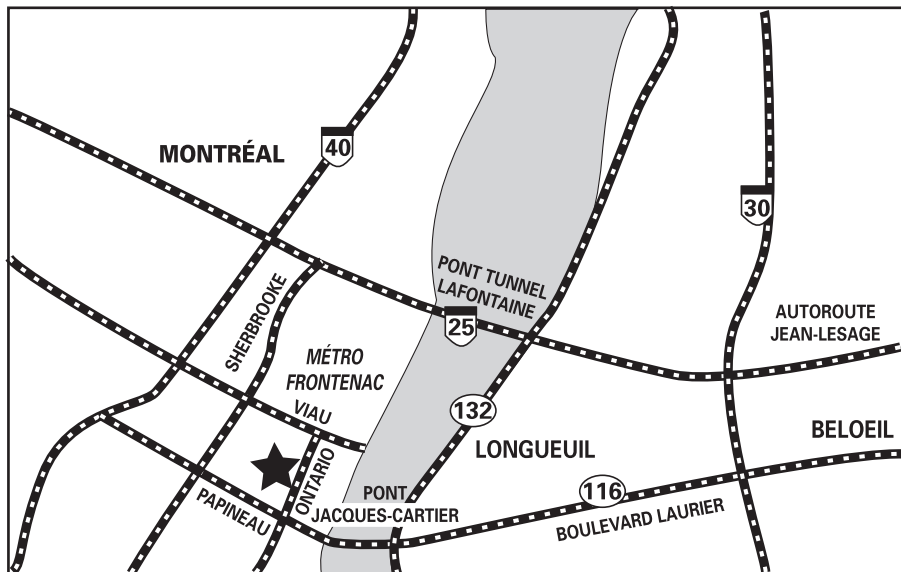 MONTRÉAL
40
30
SHERBROOKE
PONT TUNNEL
LAFONTAINE
25
AUTOROUTE
JEAN-LESAGE
MÉTRO
FRONTENAC
VIAU
132
LONGUEUIL
BELOEIL
ONTARIO
PAPINEAU
PONT
JACQUES-CARTIER
116
BOULEVARD LAURIER